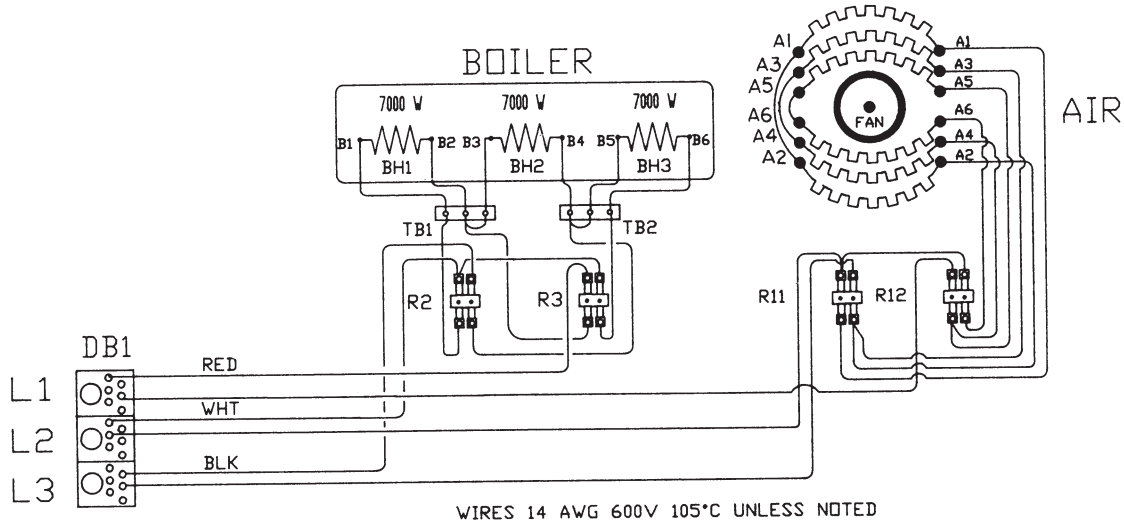 BOILER
7000 W
7000 W
7000 W
B1
B2
B3
B4
B5
B6
BH1
BH2
BH3
TB1
TB2
R2
R3
A1
A3
A5
A6
A4
A2
FAN
A1
A3
A5
A6
A4
A2
AIR
R11
R12
DB1
L1
L2
L3
RED
WHT
BLK
WIRES 14 AWG 600V 105°C UNLESS NOTED